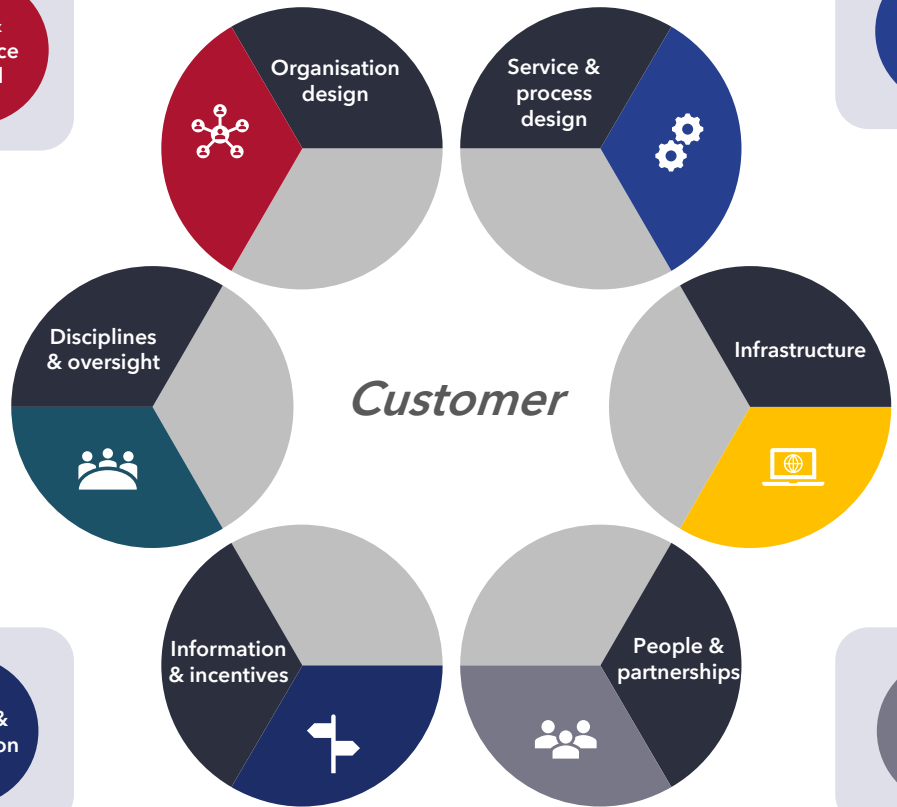 Organisation
design
Service &
process
design
Disciplines
& oversight
Infrastructure
Customer
Information
& incentives
People &
partnerships
&